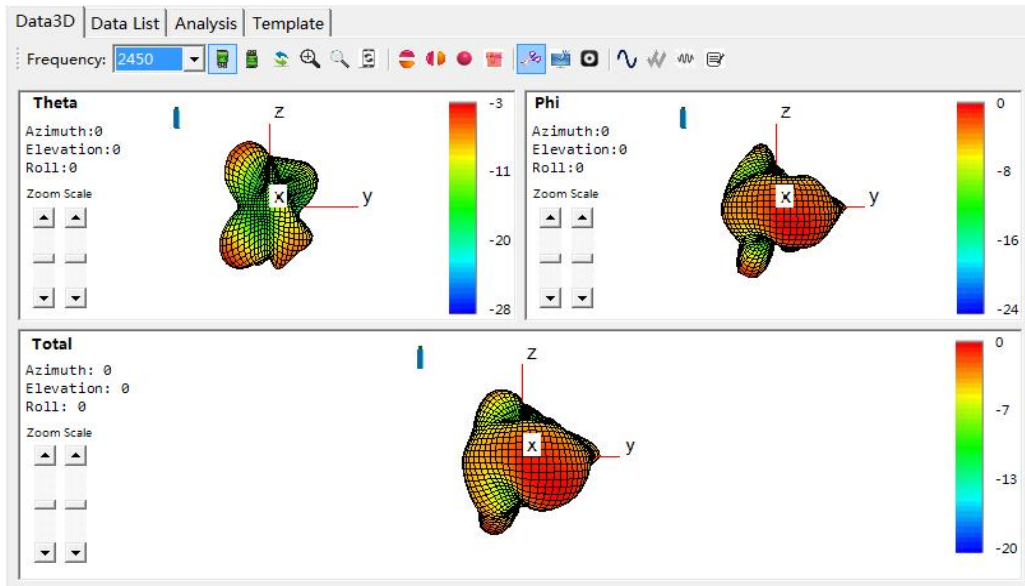 Data3D Data List Analysis Template
Frequency: 2450
Theta
Azimuth:0
Elevation:0
Roll:0
Zoom Scale
z
x
y
-3
-11
-20
-28
Phi
Azimuth:0
Elevation:0
Roll:0
Zoom Scale
z
x
y
0
-8
-16
-24
Total
Azimuth: 0
Elevation: 0
Roll: 0
Zoom Scale
z
x
y
0
-7
-13
-20